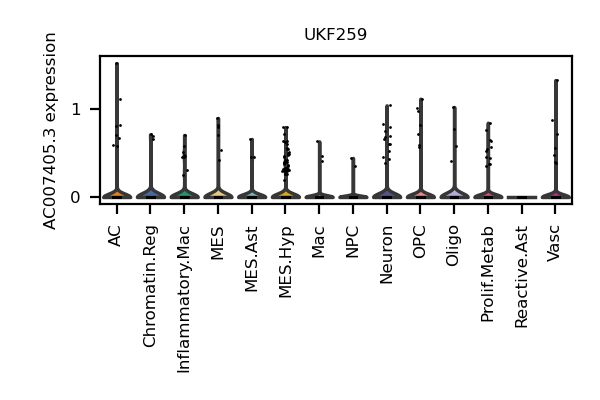 UKF259
AC007405.3 expression
1
0
AC
Chromatin.Reg
Inflammatory.Mac
MES
MES.Ast
MES.Hyp
Mac
NPC
Neuron
OPC
Oligo
Prolif.Metab
Reactive.Ast
Vasc